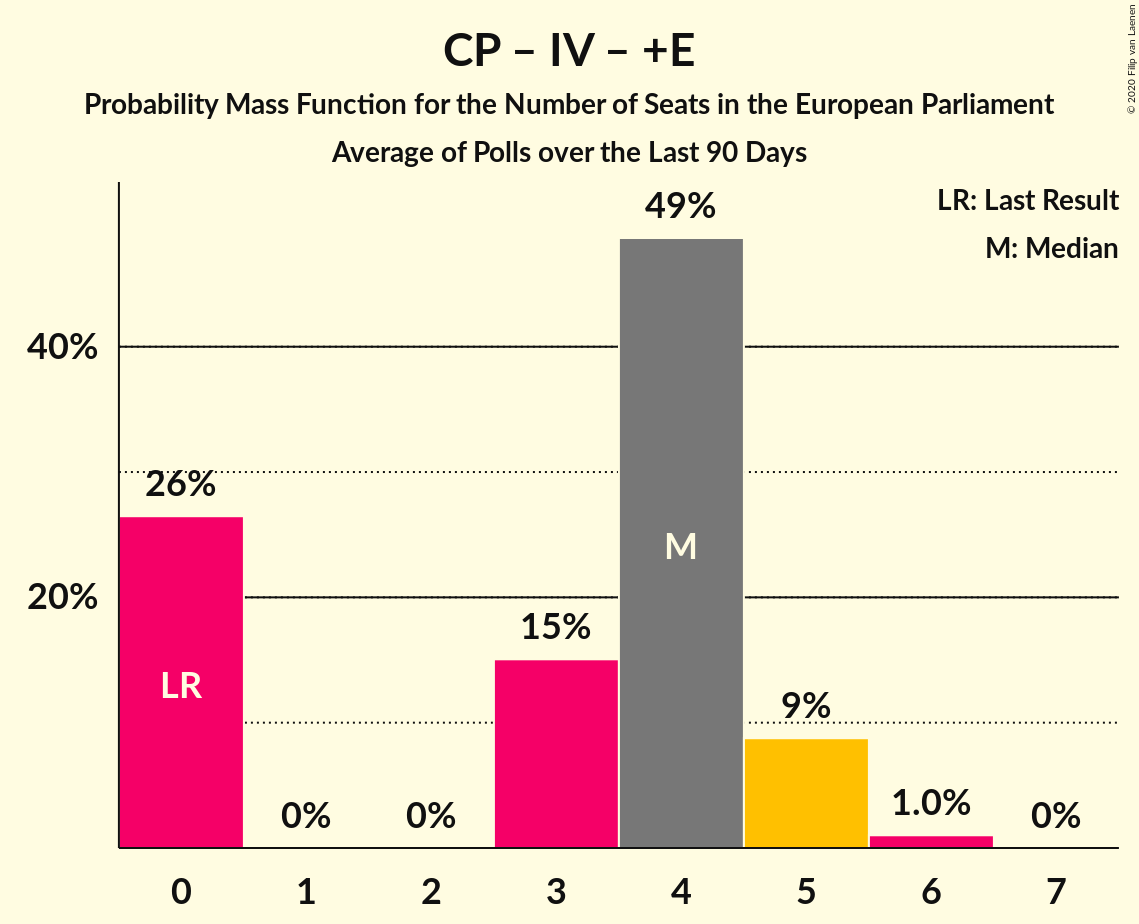 CP – IV – +E
Probability Mass Function for the Number of Seats in the European Parliament
Average of Polls over the Last 90 Days
© 2020 Filip van Laenen
LR: Last Result
M: Median
49%
40%
26%
M
20%
15%
LR
9%
1.0%
0%
0%
0%
0
1
2
3
4
5
6
7